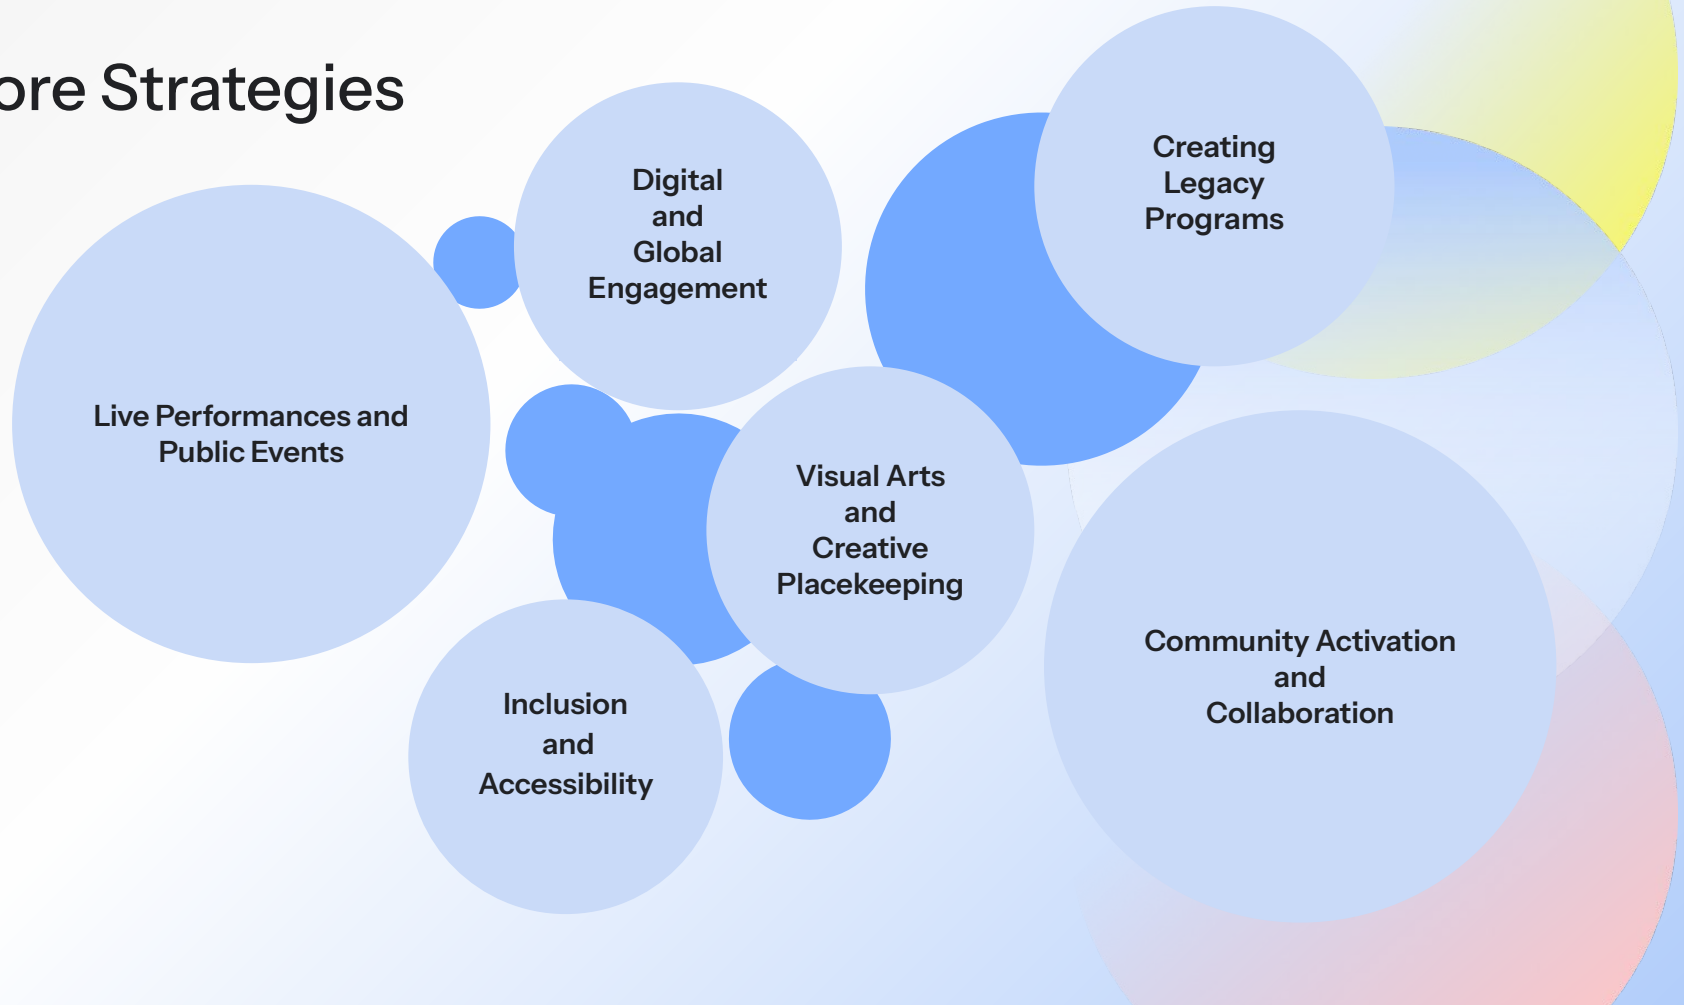 ore Strategies
Digital
and
Global
Engagement
Creating
Legacy
Programs
Live Performances and
Public Events
Visual Arts
and
Creative
Placekeeping
Inclusion
and
Accessibility
Community Activation
and
Collaboration